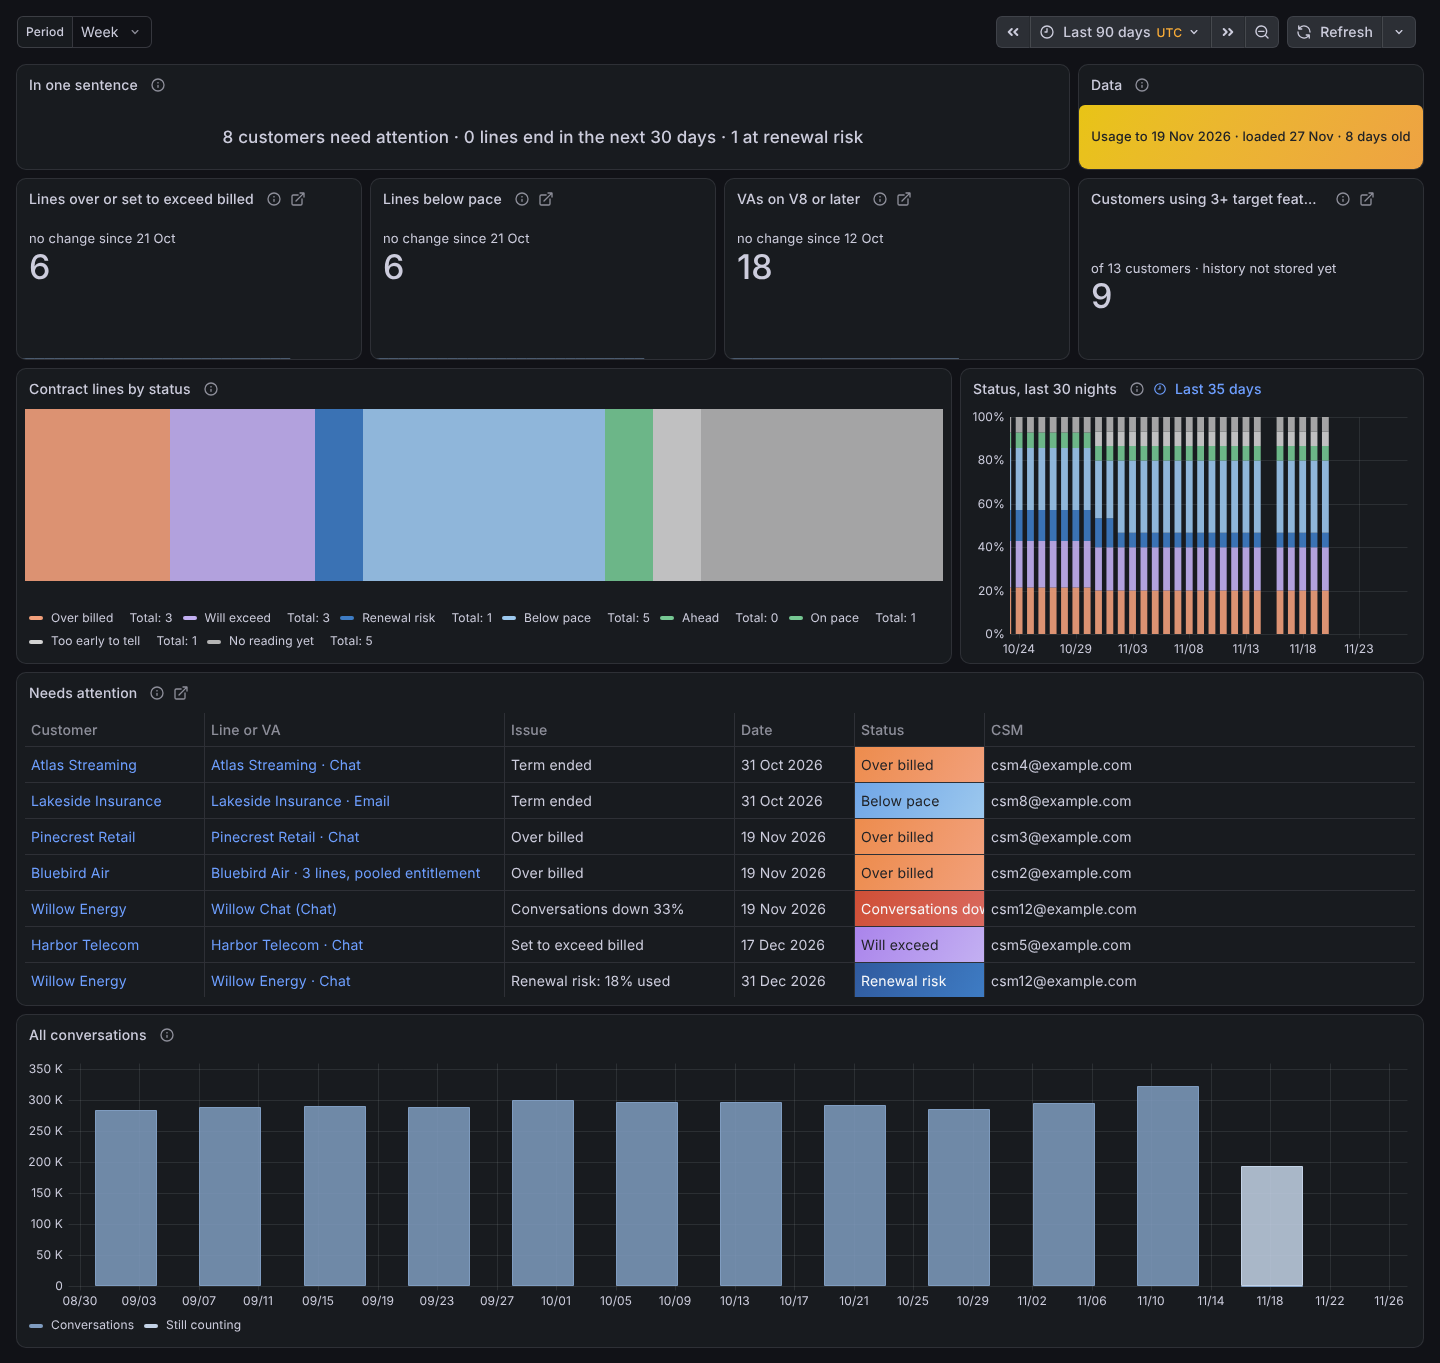 Period Week Last 90 days UTC Refresh
In one sentence
8 customers need attention · 0 lines end in the next 30 days · 1 at renewal risk
Data
Usage to 19 Nov 2026 · loaded 27 Nov · 8 days old
Lines over or set to exceed billed
no change since 21 Oct
6
Lines below pace
no change since 21 Oct
6
VAs on V8 or later
no change since 12 Oct
18
Customers using 3+ target feat...
of 13 customers · history not stored yet
9
Contract lines by status
Over billed Total: 3 Will exceed Total: 3 Renewal risk Total: 1 Below pace Total: 5 Ahead Total: 0 On pace Total: 1
Too early to tell Total: 1 No reading yet Total: 5
Status, last 30 nights Last 35 days
100%
80%
60%
40%
20%
0%
10/24 10/29 11/03 11/08 11/13 11/18 11/23
Needs attention
Customer Line or VA Issue Date Status CSM
Atlas Streaming Atlas Streaming · Chat Term ended 31 Oct 2026 Over billed csm4@example.com
Lakeside Insurance Lakeside Insurance · Email Term ended 31 Oct 2026 Below pace csm8@example.com
Pinecrest Retail Pinecrest Retail · Chat Over billed 19 Nov 2026 Over billed csm3@example.com
Bluebird Air Bluebird Air · 3 lines, pooled entitlement Over billed 19 Nov 2026 Over billed csm2@example.com
Willow Energy Willow Chat (Chat) Conversations down 33% 19 Nov 2026 Conversations dow csm12@example.com
Harbor Telecom Harbor Telecom · Chat Set to exceed billed 17 Dec 2026 Will exceed csm5@example.com
Willow Energy Willow Energy · Chat Renewal risk: 18% used 31 Dec 2026 Renewal risk csm12@example.com
All conversations
350 K
300 K
250 K
200 K
150 K
100 K
50 K
0
08/30 09/03 09/07 09/11 09/15 09/19 09/23 09/27 10/01 10/05 10/09 10/13 10/17 10/21 10/25 10/29 11/02 11/06 11/10 11/14 11/18 11/22 11/26
Conversations Still counting